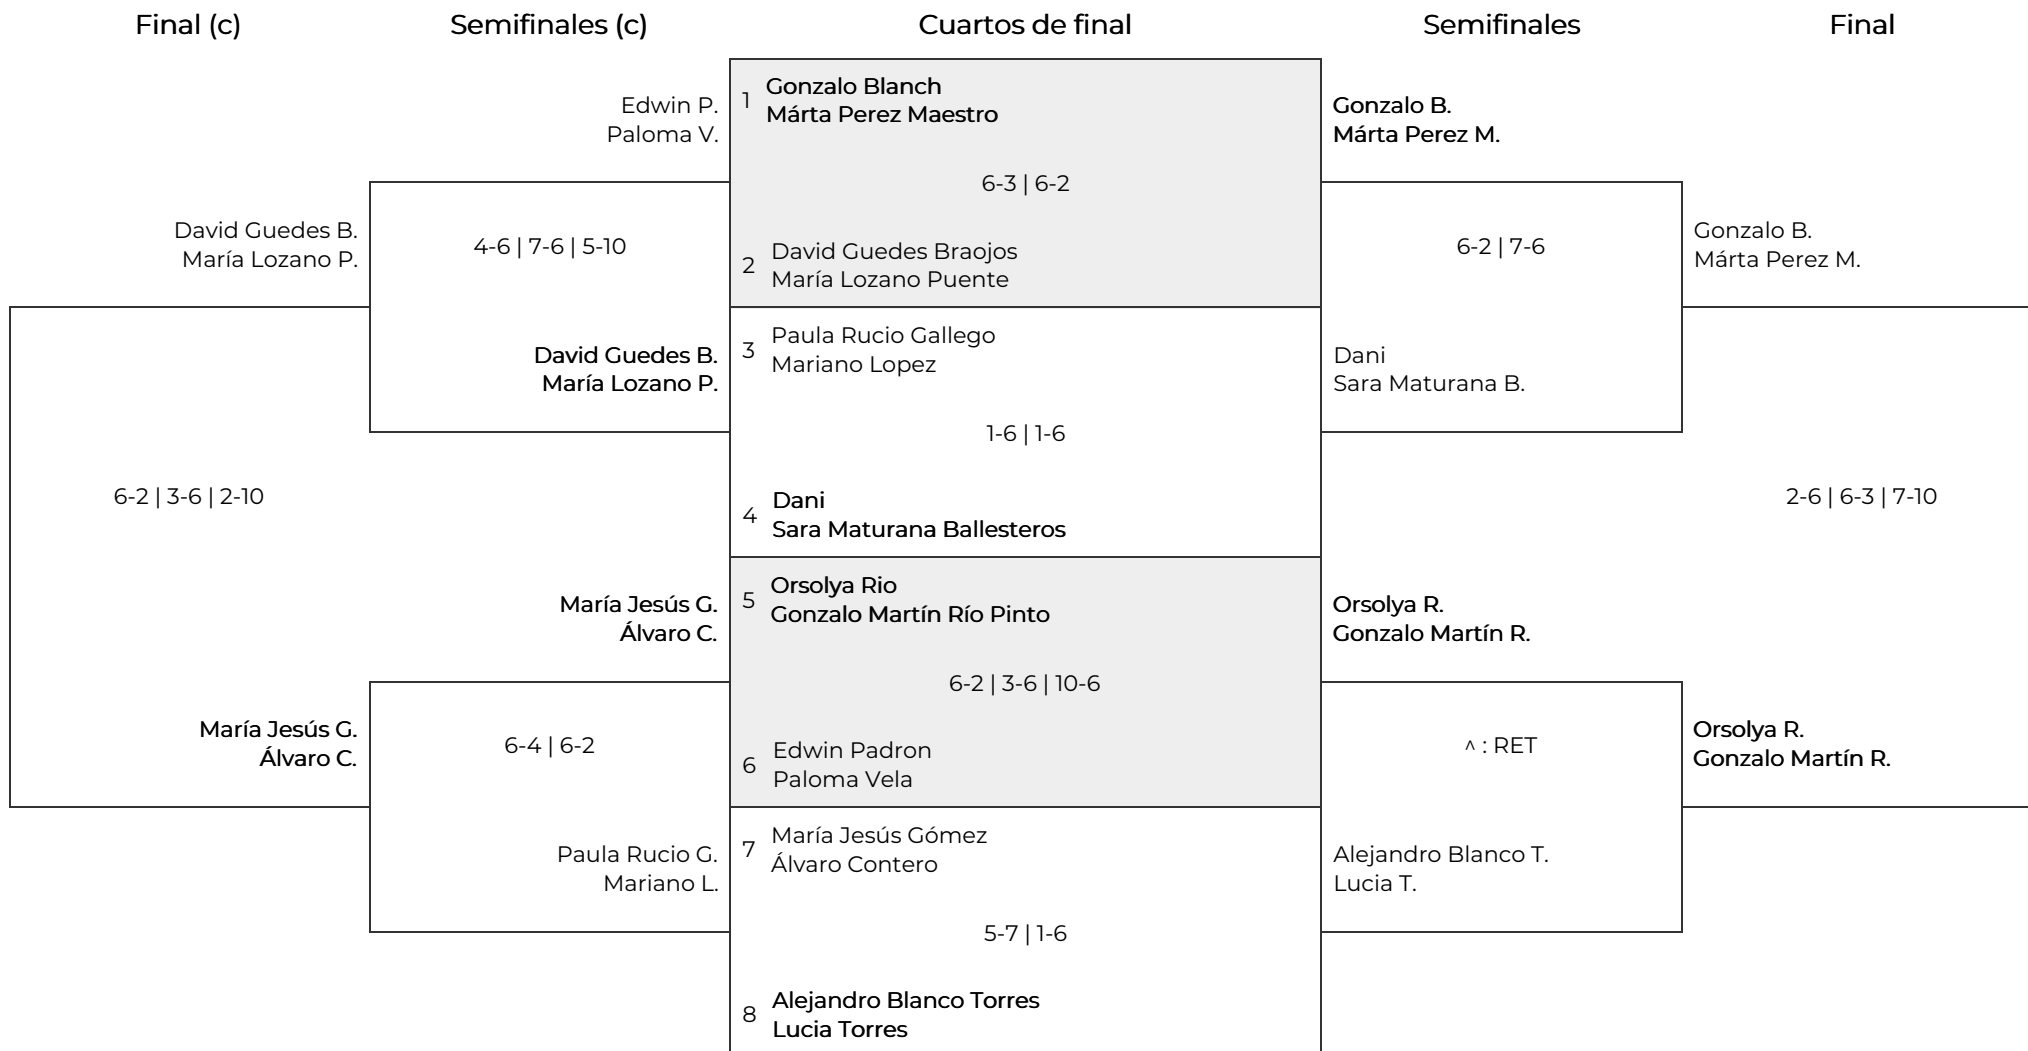 Final (c)
Semifinales (c)
Cuartos de final
Semifinales
Final
David Guedes B.
María Lozano P.
6-2 | 3-6 | 2-10
María Jesús G.
Álvaro C.
Edwin P.
Paloma V.
4-6 | 7-6 | 5-10
David Guedes B.
María Lozano P.
María Jesús G.
Álvaro C.
6-4 | 6-2
Paula Rucio G.
Mariano L.
1
Gonzalo Blanch
Márta Perez Maestro
6-3 | 6-2
2
David Guedes Braojos
María Lozano Puente
3
Paula Rucio Gallego
Mariano Lopez
1-6 | 1-6
4
Dani
Sara Maturana Ballesteros
5
Orsolya Rio
Gonzalo Martín Río Pinto
6-2 | 3-6 | 10-6
6
Edwin Padron
Paloma Vela
7
María Jesús Gómez
Álvaro Contero
5-7 | 1-6
8
Alejandro Blanco Torres
Lucia Torres
Gonzalo B.
Márta Perez M.
6-2 | 7-6
Dani
Sara Maturana B.
Orsolya R.
Gonzalo Martín R.
^ : RET
Alejandro Blanco T.
Lucia T.
Gonzalo B.
Márta Perez M.
2-6 | 6-3 | 7-10
Orsolya R.
Gonzalo Martín R.